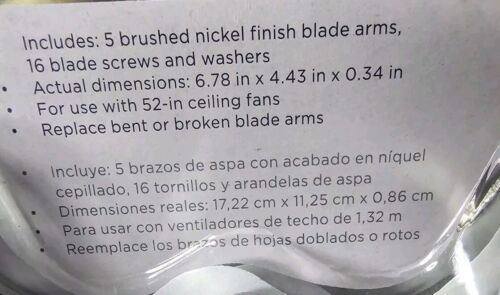 Includes: 5 brushed nickel finish blade arms,
16 blade screws and washers
• Actual dimensions: 6.78 in x 4.43 in x 0.34 in
• For use with 52-in ceiling fans
• Replace bent or broken blade arms
• Incluye: 5 brazos de aspa con acabado en níquel
cepillado, 16 tornillos y arandelas de aspa
• Dimensiones reales: 17,22 cm x 11,25 cm x 0,86 cm
• Para usar con ventiladores de techo de 1,32 m
• Reemplace los brazos de hojas doblados o rotos